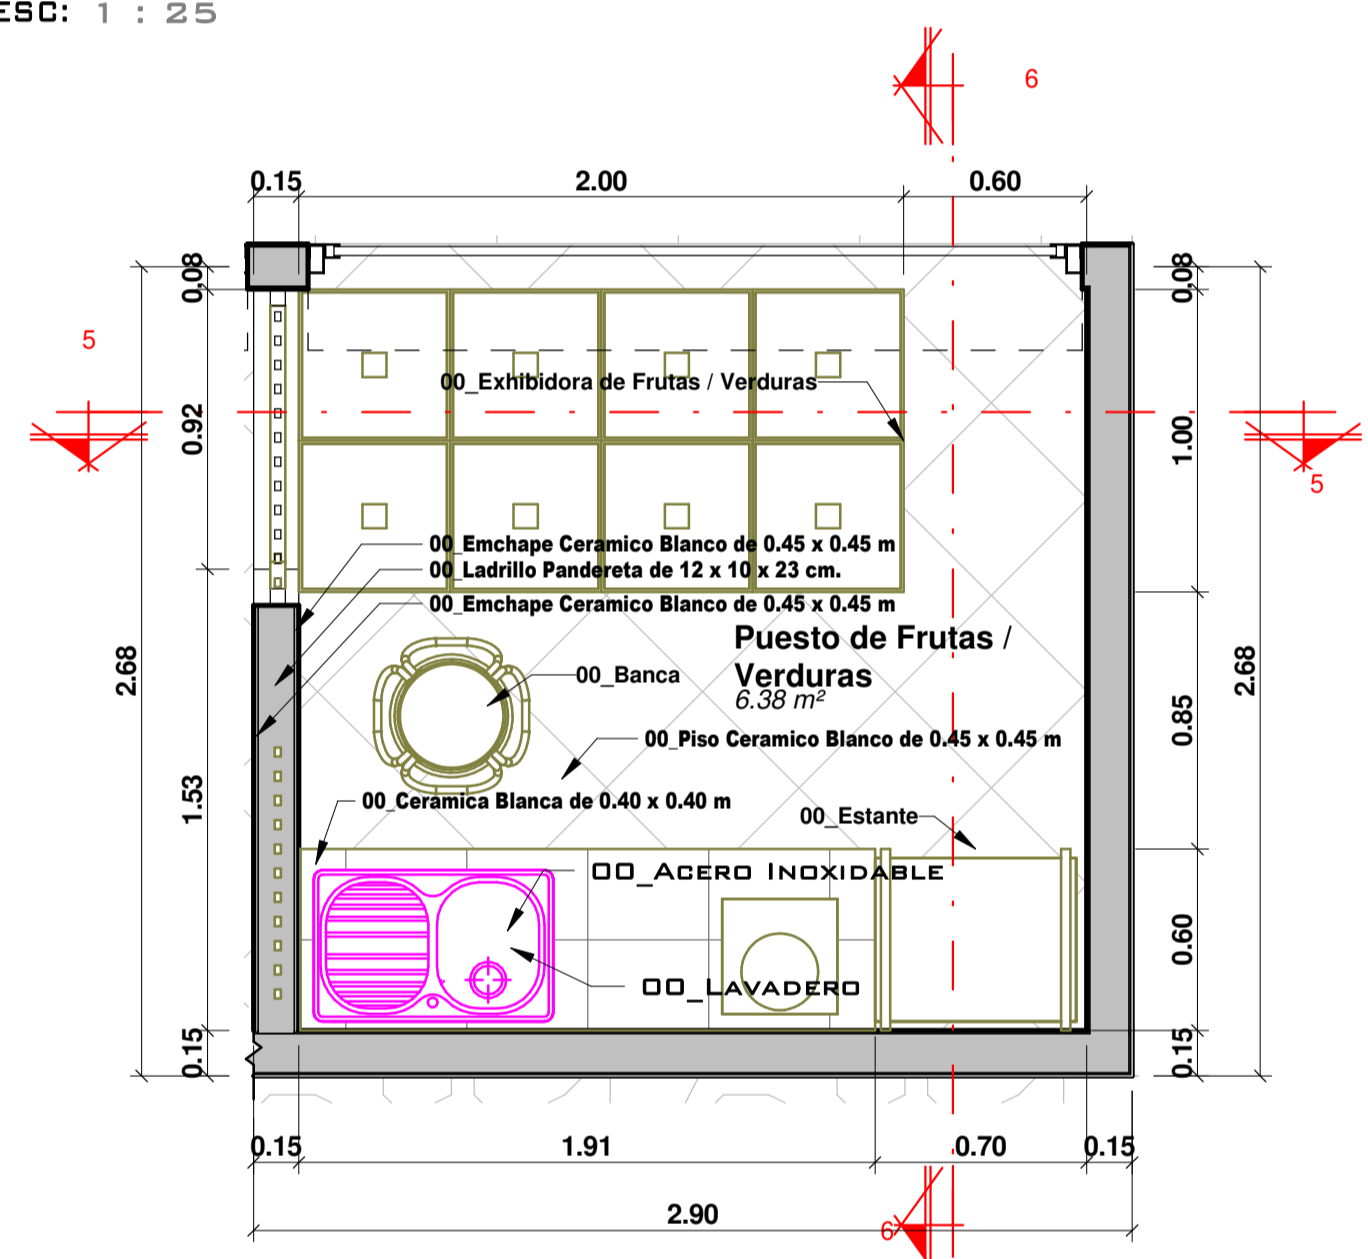 ESC: 1 : 25
6
0.15
2.00
0.60
0.08
0.08
5
00_Exhibidora de Frutas / Verduras
0.92
1.00
5
00_Emchape Ceramico Blanco de 0.45 x 0.45 m
00_Ladrillo Pandereta de 12 x 10 x 23 cm.
00_Emchape Ceramico Blanco de 0.45 x 0.45 m
Puesto de Frutas /
Verduras
6.38 m²
2.68
00_Banca
2.68
0.85
00_Piso Ceramico Blanco de 0.45 x 0.45 m
1.53
00_Ceramica Blanca de 0.40 x 0.40 m
00_Estante
00_Acero Inoxidable
0.60
00_Lavadero
0.15
0.15
0.15
1.91
0.70
0.15
2.90
6